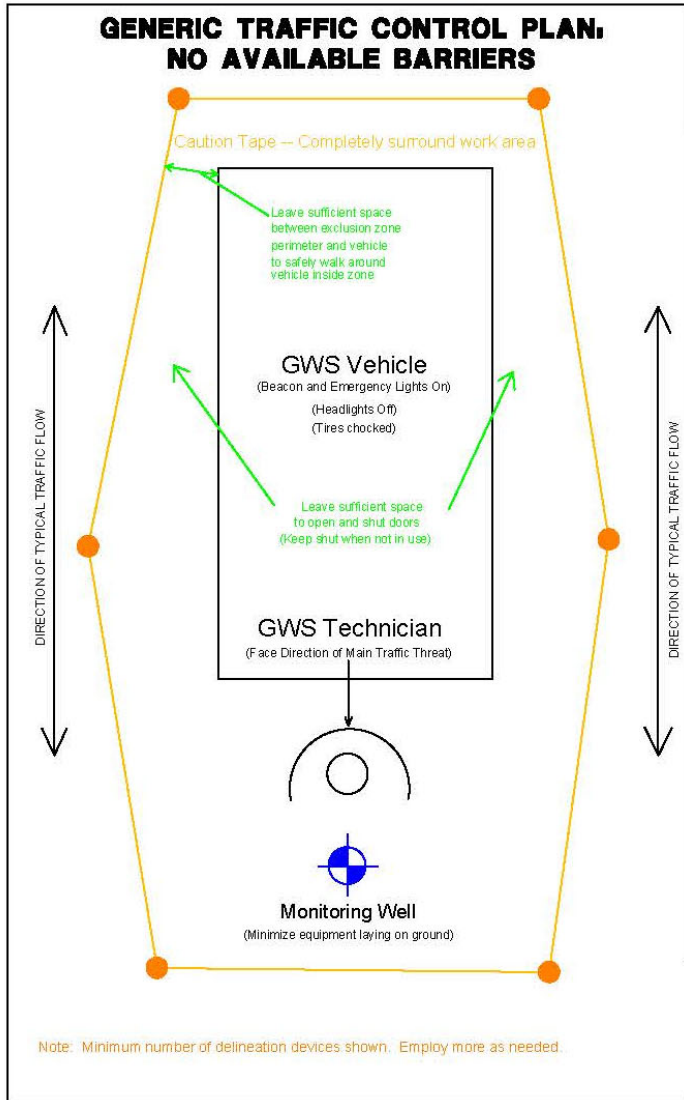 GENERIC TRAFFIC CONTROL PLAN:
NO AVAILABLE BARRIERS
Caution Tape -- Completely surround work area
Leave sufficient space
between exclusion zone
perimeter and vehicle
to safely walk around
vehicle inside zone
DIRECTION OF TYPICAL TRAFFIC FLOW
GWS Vehicle
(Beacon and Emergency Lights On)
(Headlights Off)
(Tires chocked)
DIRECTION OF TYPICAL TRAFFIC FLOW
Leave sufficient space
to open and shut doors
(Keep shut when not in use)
GWS Technician
(Face Direction of Main Traffic Threat)
Monitoring Well
(Minimize equipment laying on ground)
Note: Minimum number of delineation devices shown. Employ more as needed.